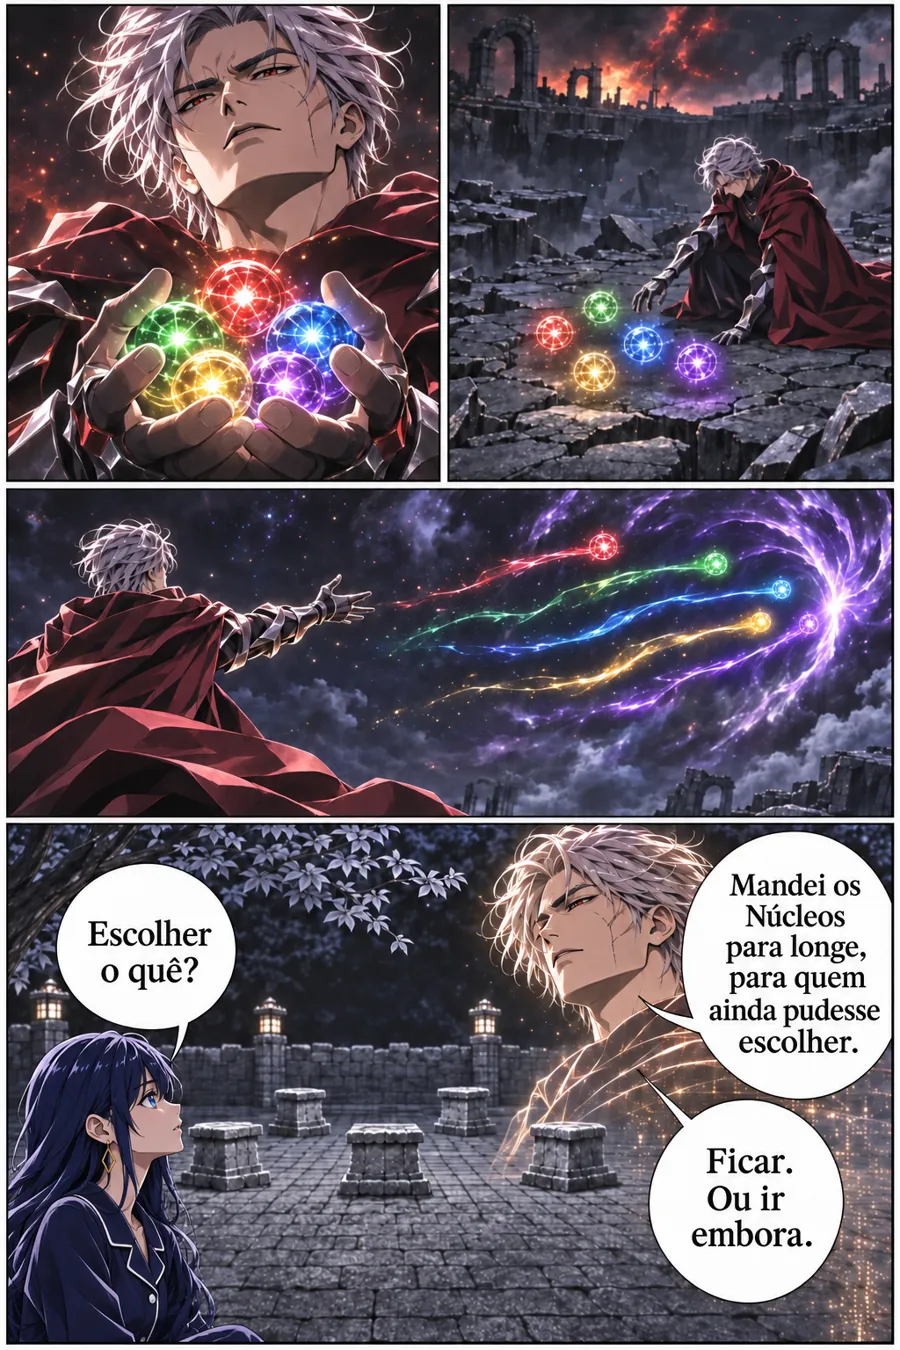 Mandei os
Núcleos
para longe,
para quem
ainda pudesse
escolher.
Escolher
o quê?
Ficar.
Ou ir
embora.